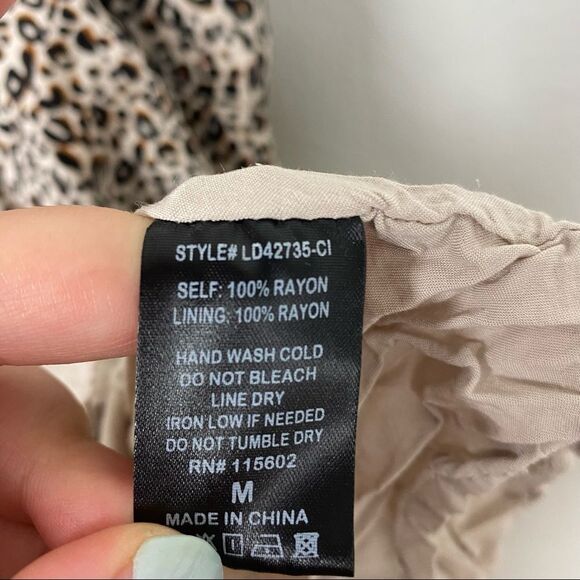 STYLE# LD42735-CI
SELF: 100% RAYON
LINING: 100% RAYON
HAND WASH COLD
DO NOT BLEACH
LINE DRY
IRON LOW IF NEEDED
DO NOT TUMBLE DRY
RN# 115602
M
MADE IN CHINA